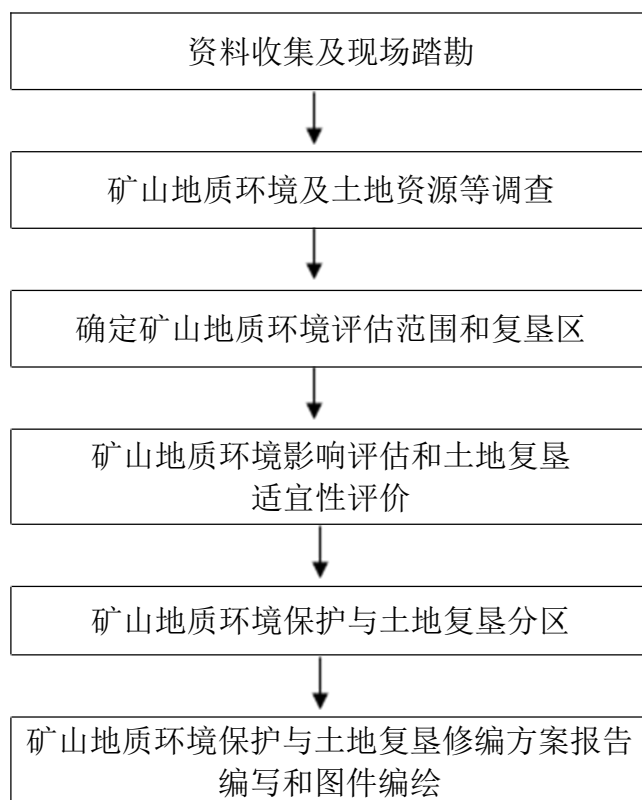 资料收集及现场踏勘
矿山地质环境及土地资源等调查
确定矿山地质环境评估范围和复垦区
矿山地质环境影响评估和土地复垦
适宜性评价
矿山地质环境保护与土地复垦分区
矿山地质环境保护与土地复垦修编方案报告
编写和图件编绘